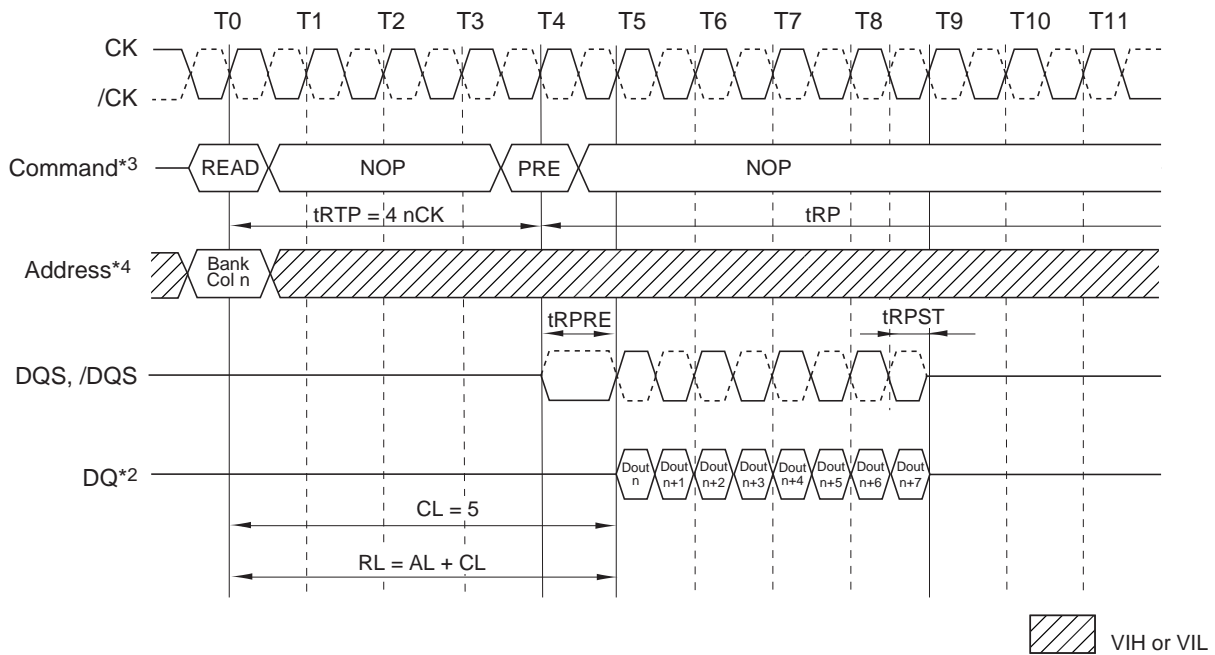 T0 T1 T2 T3 T4 T5 T6 T7 T8 T9 T10 T11
CK
/CK
Command*3 READ NOP PRE NOP
tRTP = 4 nCK tRP
Address*4 Bank
Col n
tRPRE tRPST
DQS, /DQS
DQ*2 Dout Dout Dout Dout Dout Dout Dout Dout
n n+1 n+2 n+3 n+4 n+5 n+6 n+7
CL = 5
RL = AL + CL
VIH or VIL